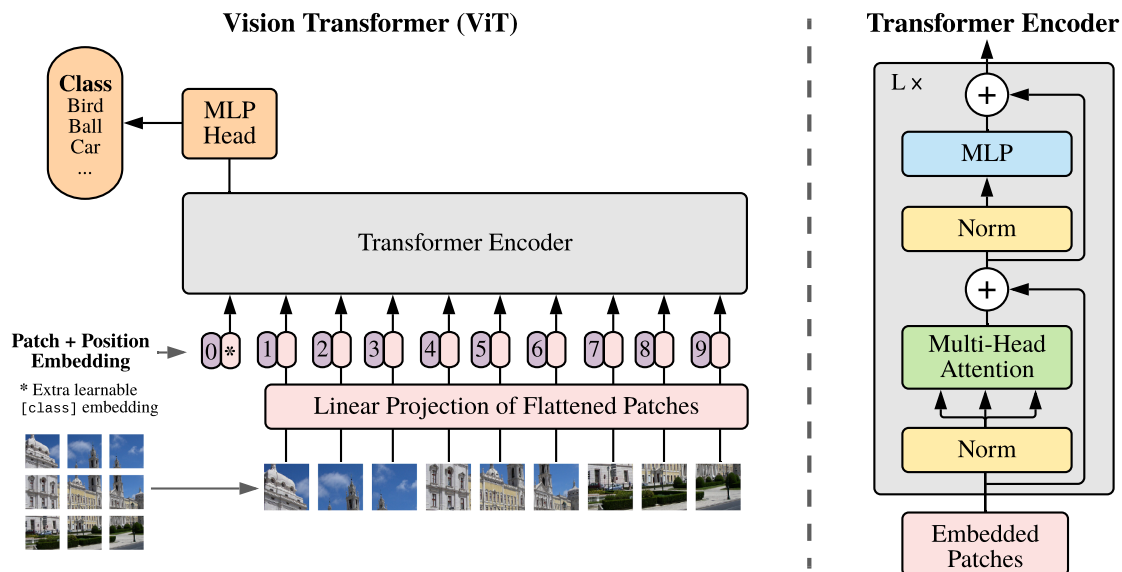 Vision Transformer (ViT)
Class
Bird
Ball
Car
...
MLP
Head
Transformer Encoder
Patch + Position
Embedding
* Extra learnable
[class] embedding
0 * 1 2 3 4 5 6 7 8 9
Linear Projection of Flattened Patches
Transformer Encoder
L ×
+
MLP
Norm
+
Multi-Head
Attention
Norm
Embedded
Patches